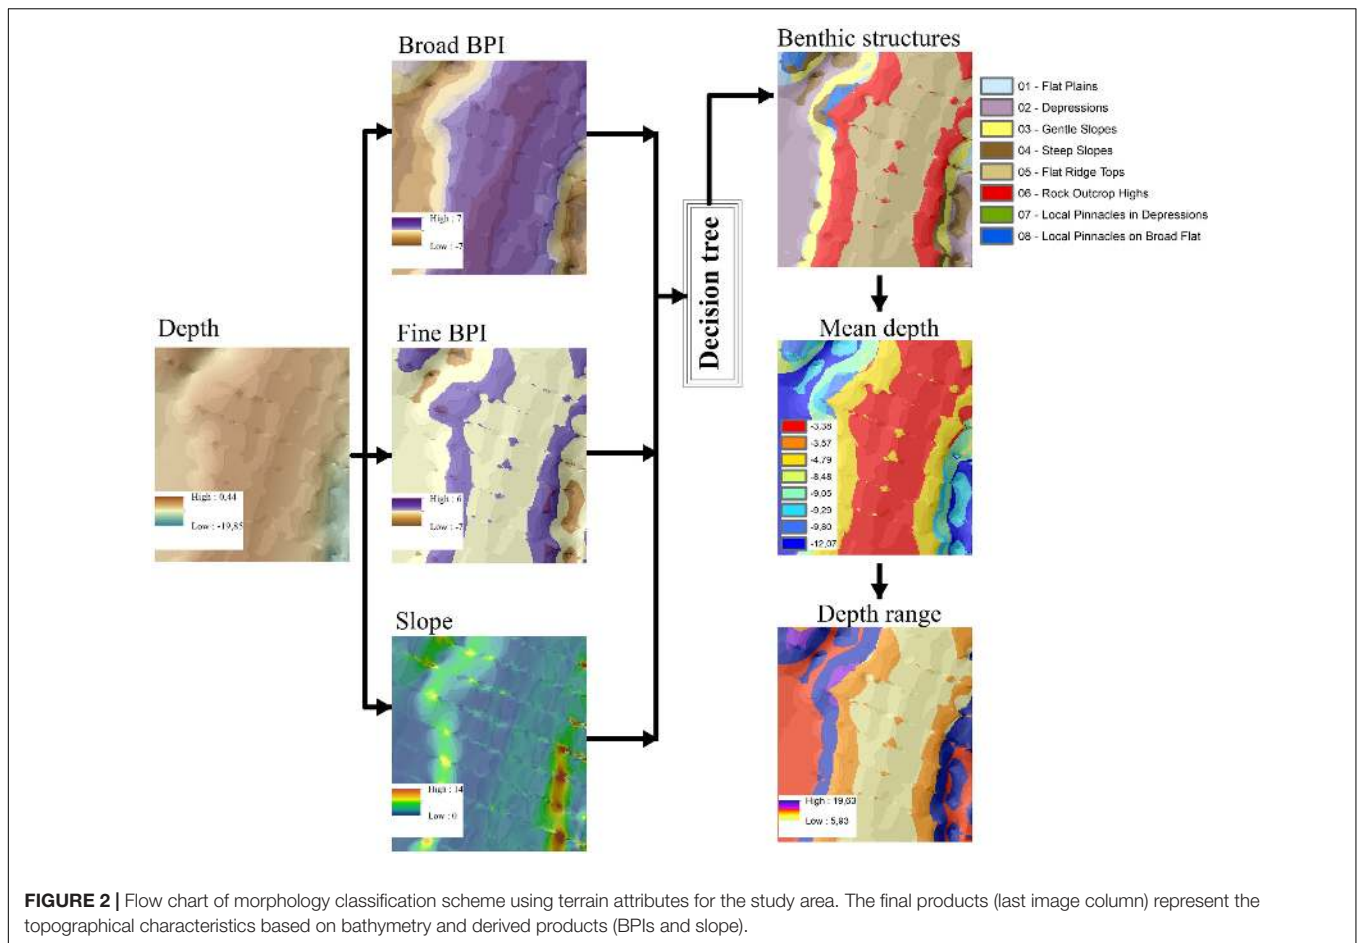 Broad BPI
High : 7
Low : -7
Depth
High : 0,44
Low : -19,85
Fine BPI
High : 6
Low : -7
Slope
High : 14
Low : 0
Decision tree
Benthic structures
01 - Flat Plains
02 - Depressions
03 - Gentle Slopes
04 - Steep Slopes
05 - Flat Ridge Tops
06 - Rock Outcrop Highs
07 - Local Pinnacles in Depressions
08 - Local Pinnacles on Broad Flat
Mean depth
-3,38
-3,57
-4,79
-8,48
-9,05
-9,29
-9,80
-12,07
Depth range
High : 19,63
Low : 5,93
FIGURE 2 | Flow chart of morphology classification scheme using terrain attributes for the study area. The final products (last image column) represent the
topographical characteristics based on bathymetry and derived products (BPIs and slope).